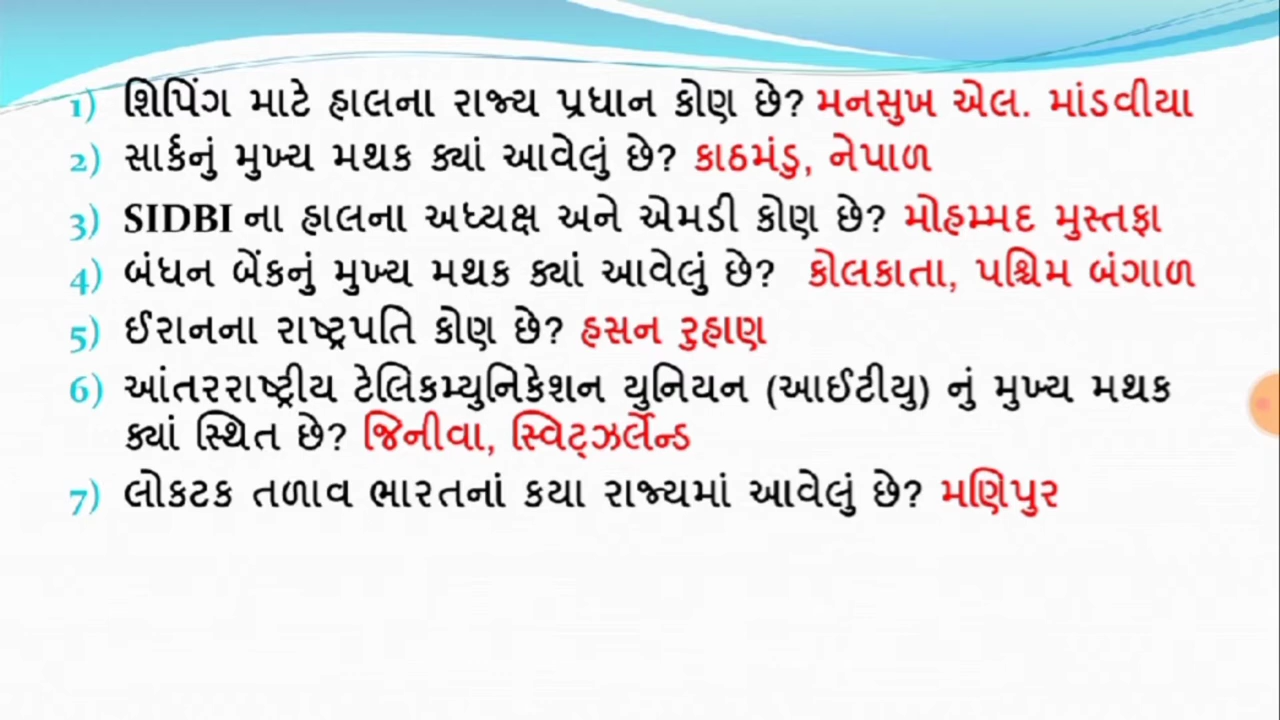 1) શિપિંગ માટે હાલના રાજ્ય પ્રધાન કોણ છે? મનસુખ એલ. માંડવીયા
2) સાર્કનું મુખ્ય મથક ક્યાં આવેલું છે? કાઠમંડુ, નેપાળ
3) SIDBI ના હાલના અધ્યક્ષ અને એમડી કોણ છે? મોહમ્મદ મુસ્તફા
4) બંધન બેંકનું મુખ્ય મથક ક્યાં આવેલું છે? કોલકાતા, પશ્ચિમ બંગાળ
5) ઈરાનના રાષ્ટ્રપતિ કોણ છે? હસન રુહાણ
6) આંતરરાષ્ટ્રીય ટેલિકમ્યુનિકેશન યુનિયન (આઈટીયુ) નું મુખ્ય મથક
ક્યાં સ્થિત છે? જિનીવા, સ્વિટ્ઝર્લેન્ડ
7) લોકટક તળાવ ભારતનાં કયા રાજ્યમાં આવેલું છે? મણિપુર